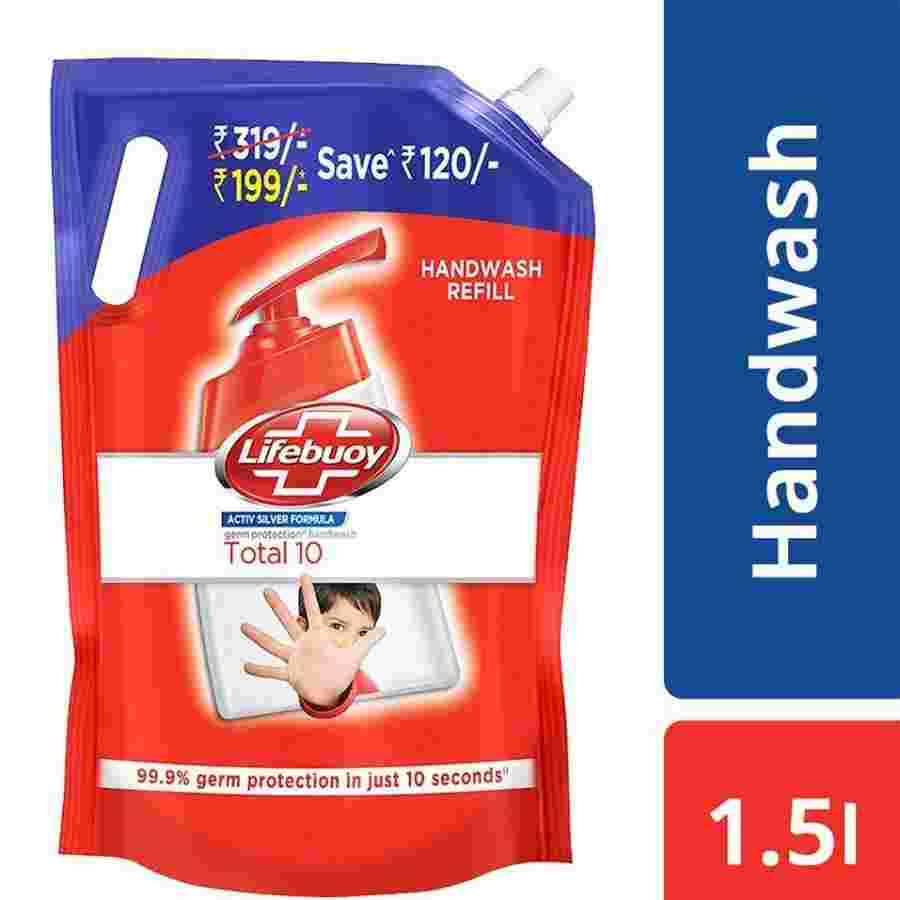 ₹319/-*
₹199/-*
Save^ ₹120/-
HANDWASH
REFILL
Lifebuoy
ACTIV SILVER FORMULA
germ protection handwash
Total 10
99.9% germ protection in just 10 seconds
Handwash
1.5l